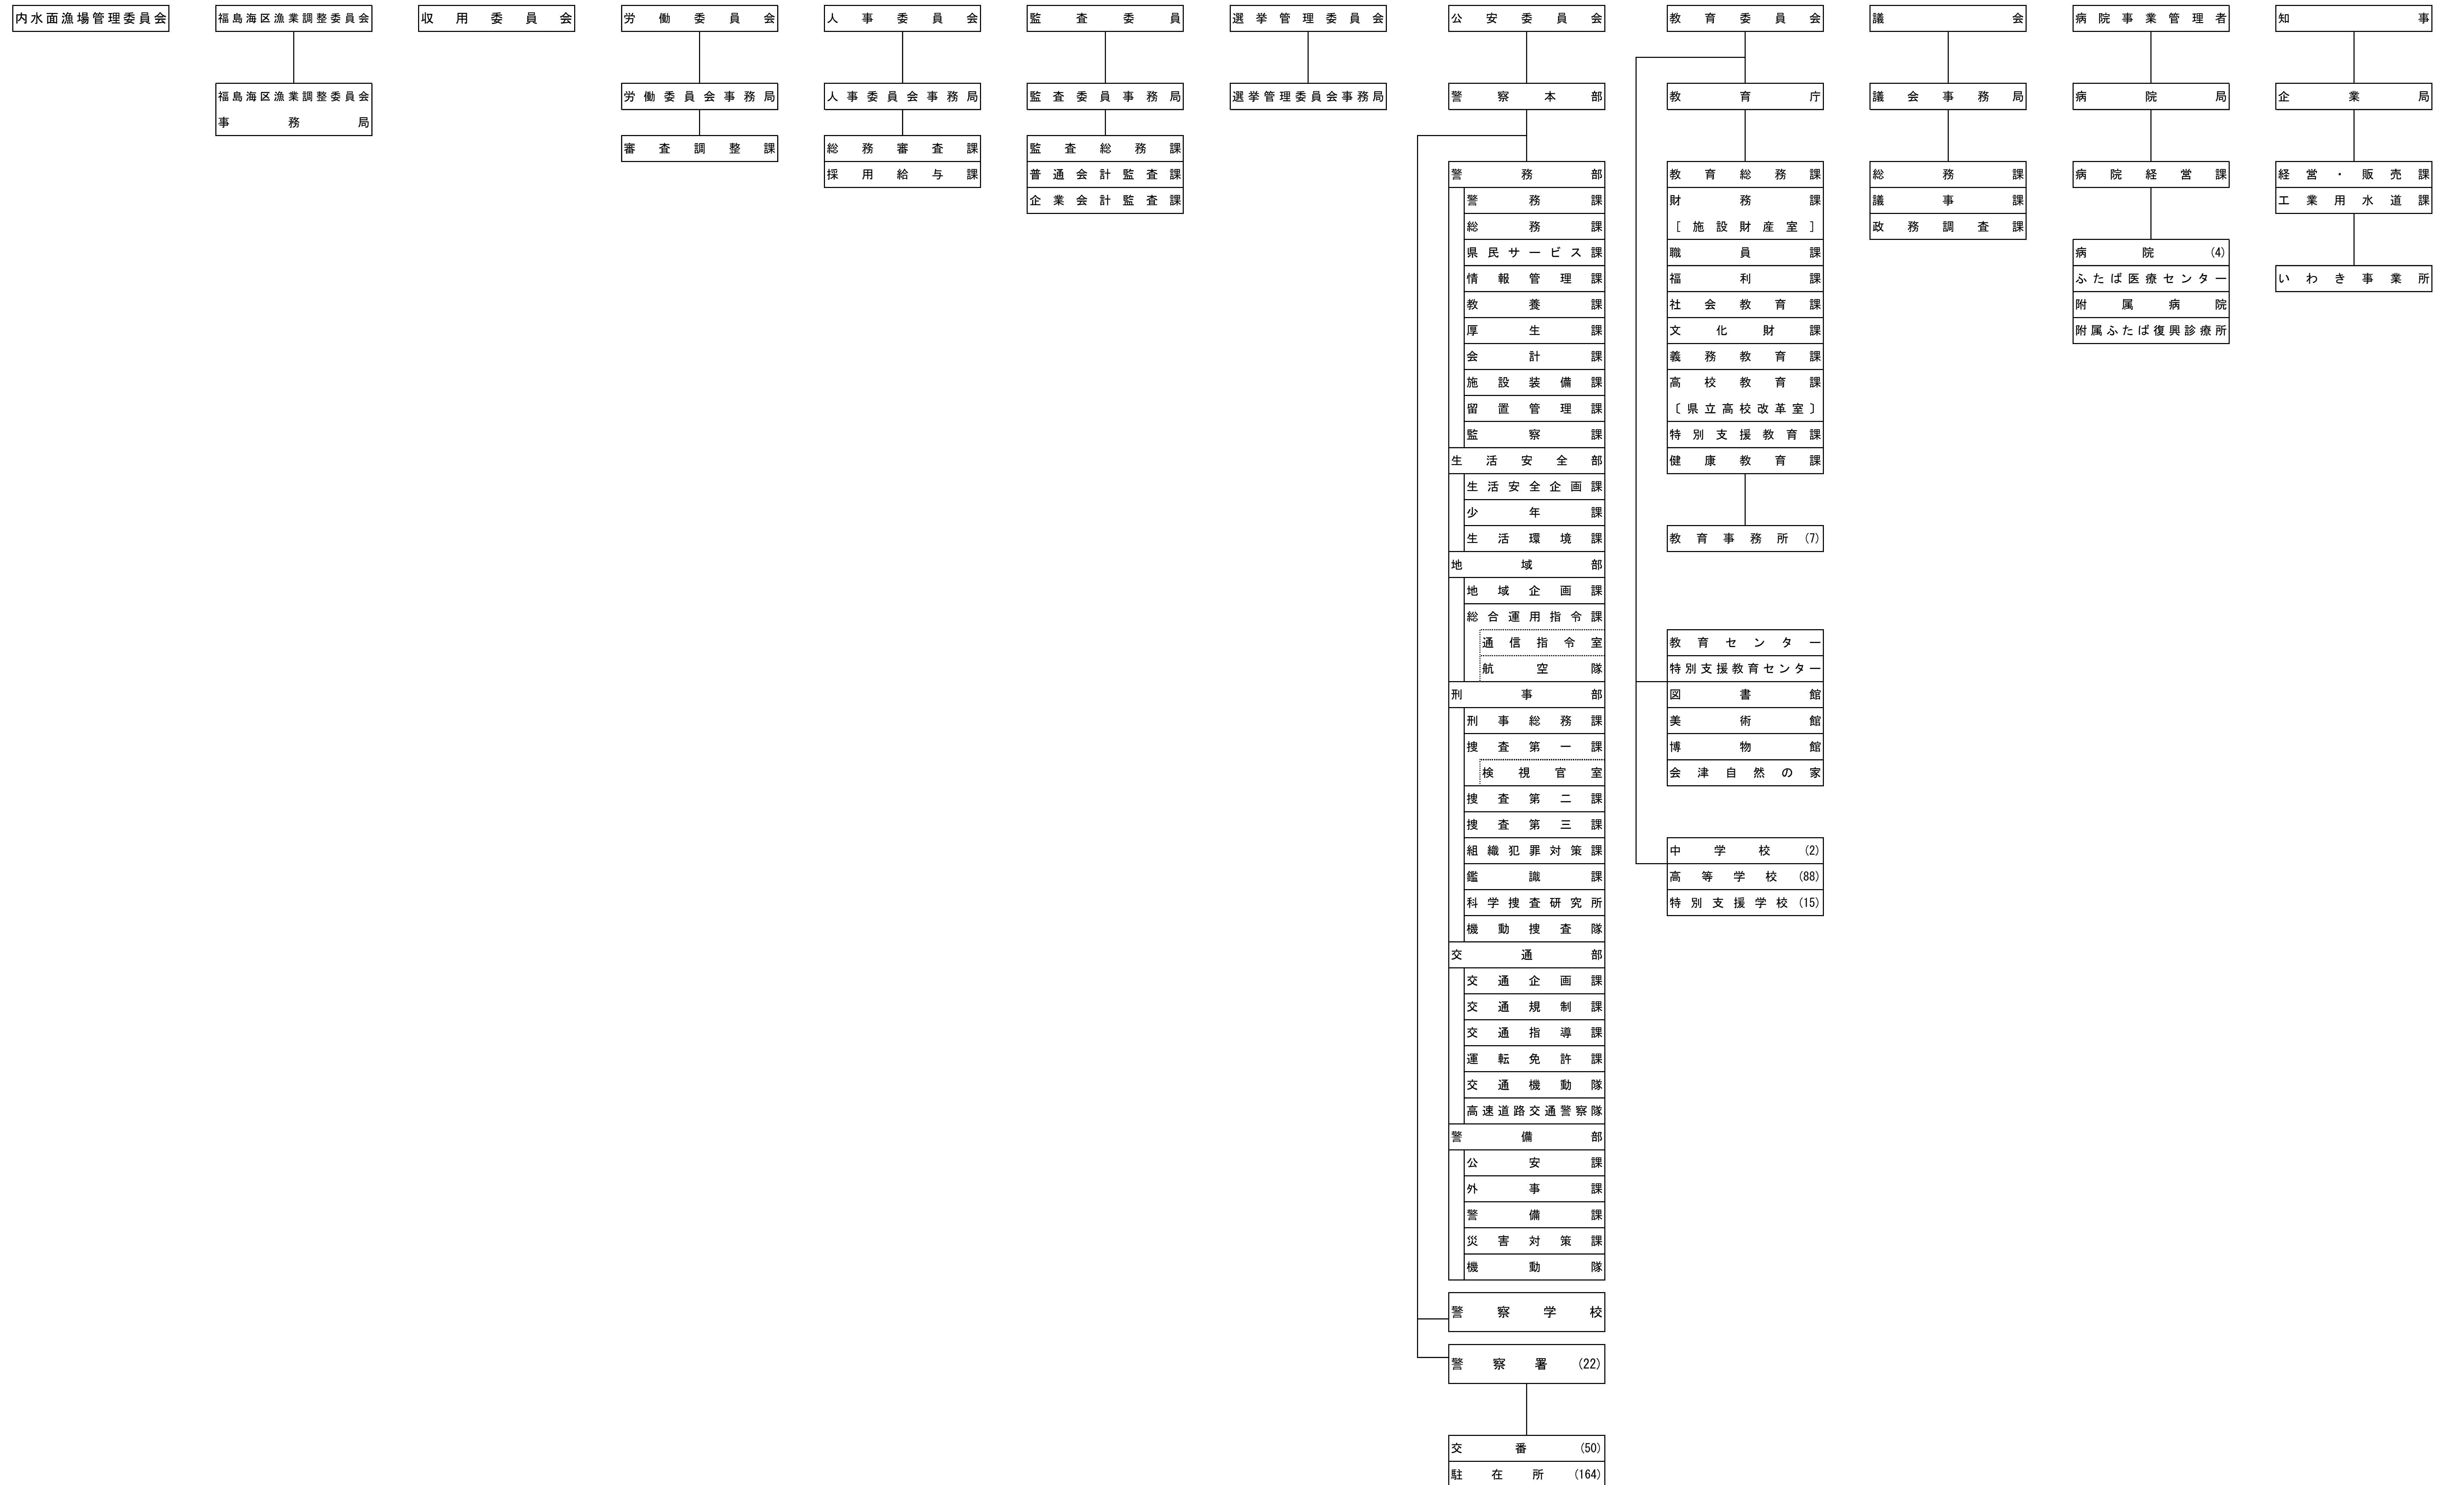 内水面漁場管理委員会
福島海区漁業調整委員会
福島海区漁業調整委員会
事務局
収用委員会
労働委員会
労働委員会事務局
審査調整課
人事委員会
人事委員会事務局
総務審査課
採用給与課
監査委員
監査委員事務局
監査総務課
普通会計監査課
企業会計監査課
選挙管理委員会
選挙管理委員会事務局
公安委員会
警察本部
警務部
警務課
総務課
県民サービス課
情報管理課
教養課
厚生課
会計課
施設装備課
留置管理課
監察課
生活安全部
生活安全企画課
少年課
生活環境課
地域部
地域企画課
総合運用指令課
通信指令室
航空隊
刑事部
刑事総務課
捜査第一課
検視官室
捜査第二課
捜査第三課
組織犯罪対策課
鑑識課
科学捜査研究所
機動捜査隊
交通部
交通企画課
交通規制課
交通指導課
運転免許課
交通機動隊
高速道路交通警察隊
警備部
公安課
外事課
警備課
災害対策課
機動隊
警察学校
警察署(22)
交番(50)
駐在所(164)
教育委員会
教育庁
教育総務課
財務課
[施設財産室]
職員課
福利課
社会教育課
文化財課
義務教育課
高校教育課
〔県立高校改革室〕
特別支援教育課
健康教育課
教育事務所(7)
教育センター
特別支援教育センター
図書館
美術館
博物館
会津自然の家
中学校(2)
高等学校(88)
特別支援学校(15)
議会
議会事務局
総務課
議事課
政務調査課
病院事業管理者
病院局
病院経営課
病院(4)
ふたば医療センター
附属病院
附属ふたば復興診療所
知事
企業局
経営・販売課
工業用水道課
いわき事業所